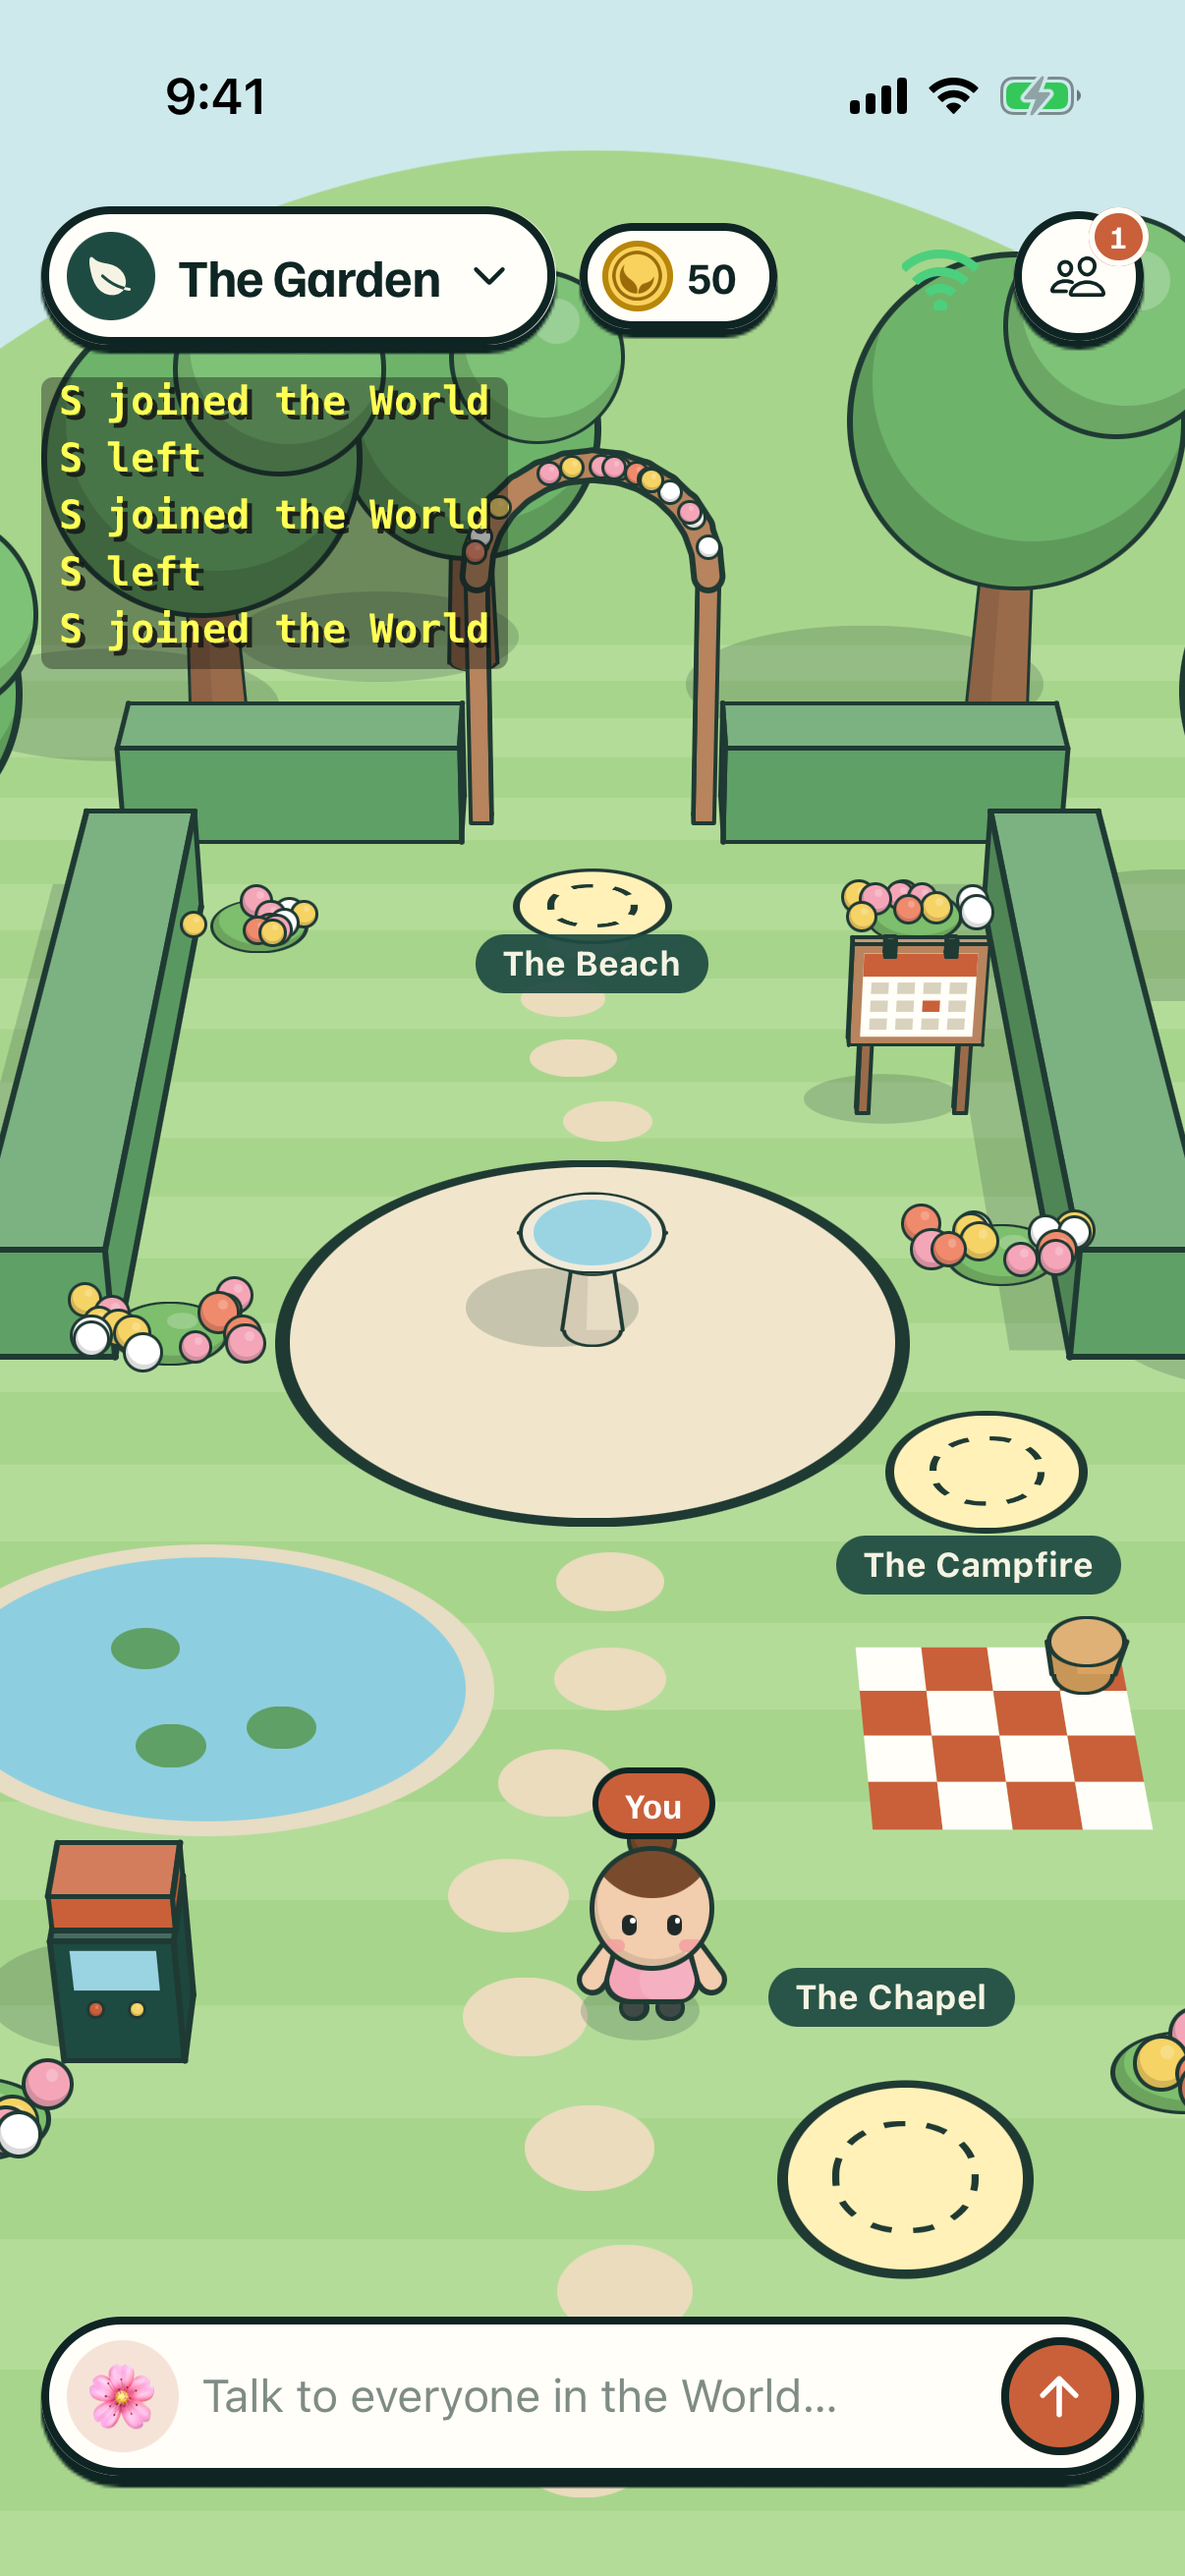 9:41
The Garden
50
1
S joined the World
S left
S joined the World
S left
S joined the World
The Beach
The Campfire
You
The Chapel
Talk to everyone in the World...